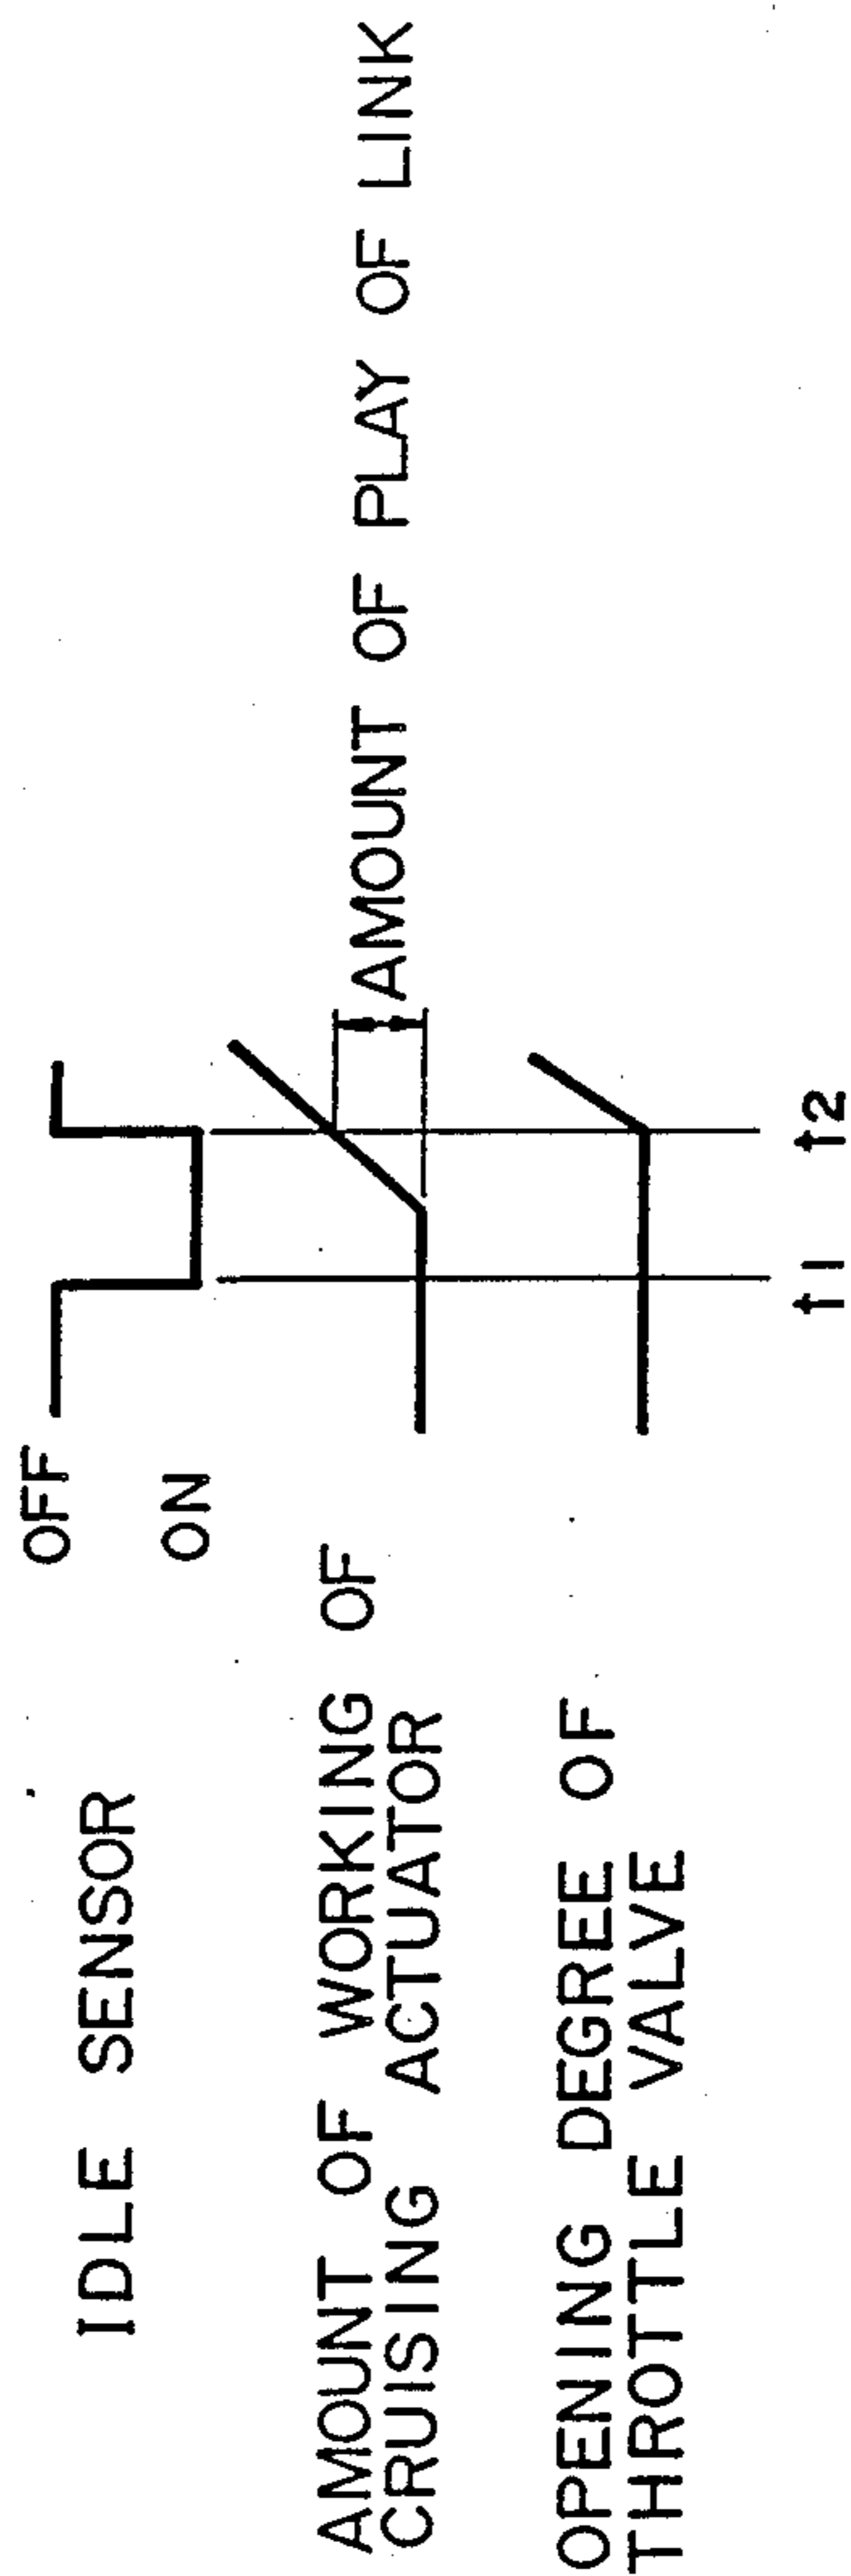 IDLE SENSOR
OFF
ON
AMOUNT OF WORKING OF
CRUISING ACTUATOR
AMOUNT OF PLAY OF LINK
OPENING DEGREE OF
THROTTLE VALVE
t1
t2